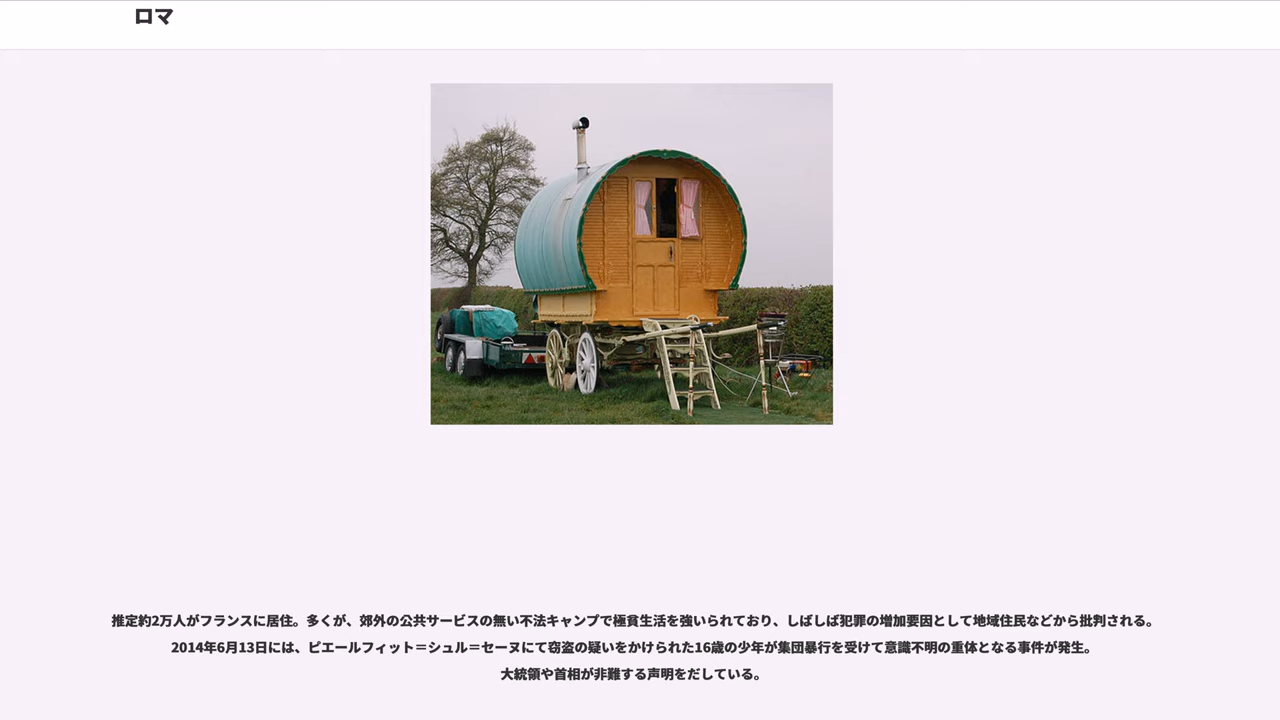 ロマ
推定約2万人がフランスに居住。多くが、郊外の公共サービスの無い不法キャンプで極貧生活を強いられており、しばしば犯罪の増加要因として地域住民などから批判される。
2014年6月13日には、ピエールフィット＝シュル＝セーヌにて窃盗の疑いをかけられた16歳の少年が集団暴行を受けて意識不明の重体となる事件が発生。
大統領や首相が非難する声明をだしている。